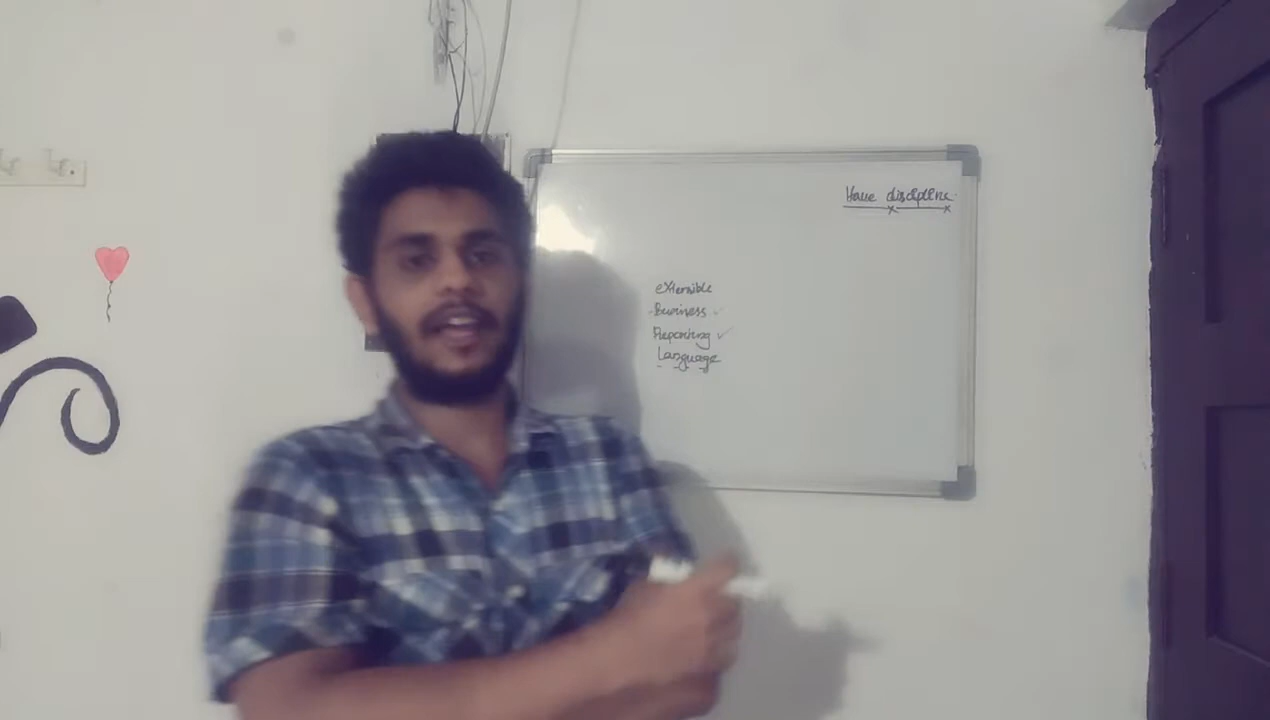 Have discipline.
eXtensible
Business
Reporting ✓
Language